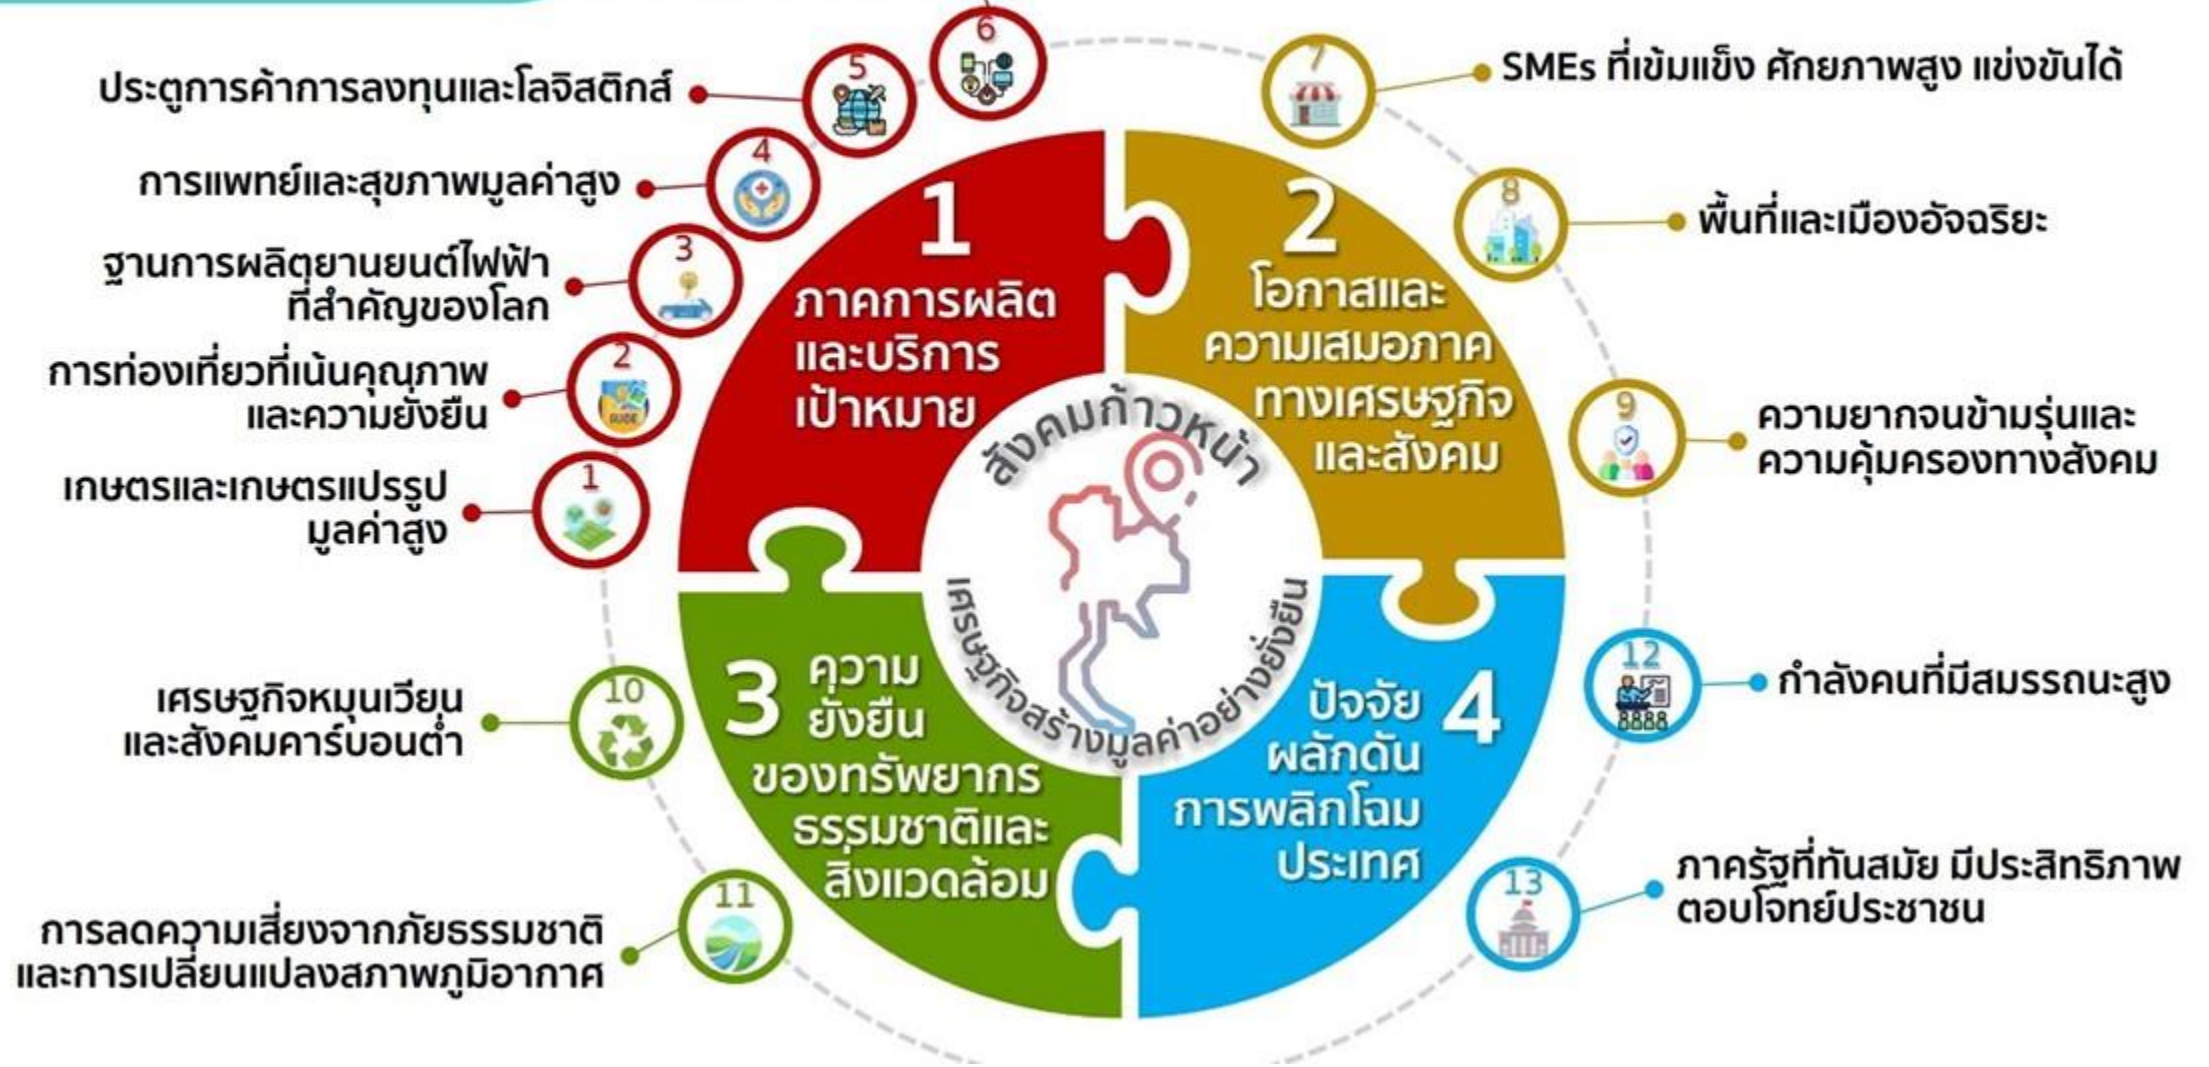 6
5
ประตูการค้าการลงทุนและโลจิสติกส์
4
การแพทย์และสุขภาพมูลค่าสูง
3
ฐานการผลิตยานยนต์ไฟฟ้า
ที่สำคัญของโลก
2
การท่องเที่ยวที่เน้นคุณภาพ
และความยั่งยืน
GUIDE
1
เกษตรและเกษตรแปรรูป
มูลค่าสูง
7
SMEs ที่เข้มแข็ง ศักยภาพสูง แข่งขันได้
8
พื้นที่และเมืองอัจฉริยะ
9
ความยากจนข้ามรุ่นและ
ความคุ้มครองทางสังคม
1
ภาคการผลิต
และบริการ
เป้าหมาย
2
โอกาสและ
ความเสมอภาค
ทางเศรษฐกิจ
และสังคม
สังคมก้าวหน้า
เศรษฐกิจสร้างมูลค่าอย่างยั่งยืน
3
ความ
ยั่งยืน
ของทรัพยากร
ธรรมชาติและ
สิ่งแวดล้อม
4
ปัจจัย
ผลักดัน
การพลิกโฉม
ประเทศ
10
เศรษฐกิจหมุนเวียน
และสังคมคาร์บอนต่ำ
11
การลดความเสี่ยงจากภัยธรรมชาติ
และการเปลี่ยนแปลงสภาพภูมิอากาศ
12
กำลังคนที่มีสมรรถนะสูง
13
ภาครัฐที่ทันสมัย มีประสิทธิภาพ
ตอบโจทย์ประชาชน